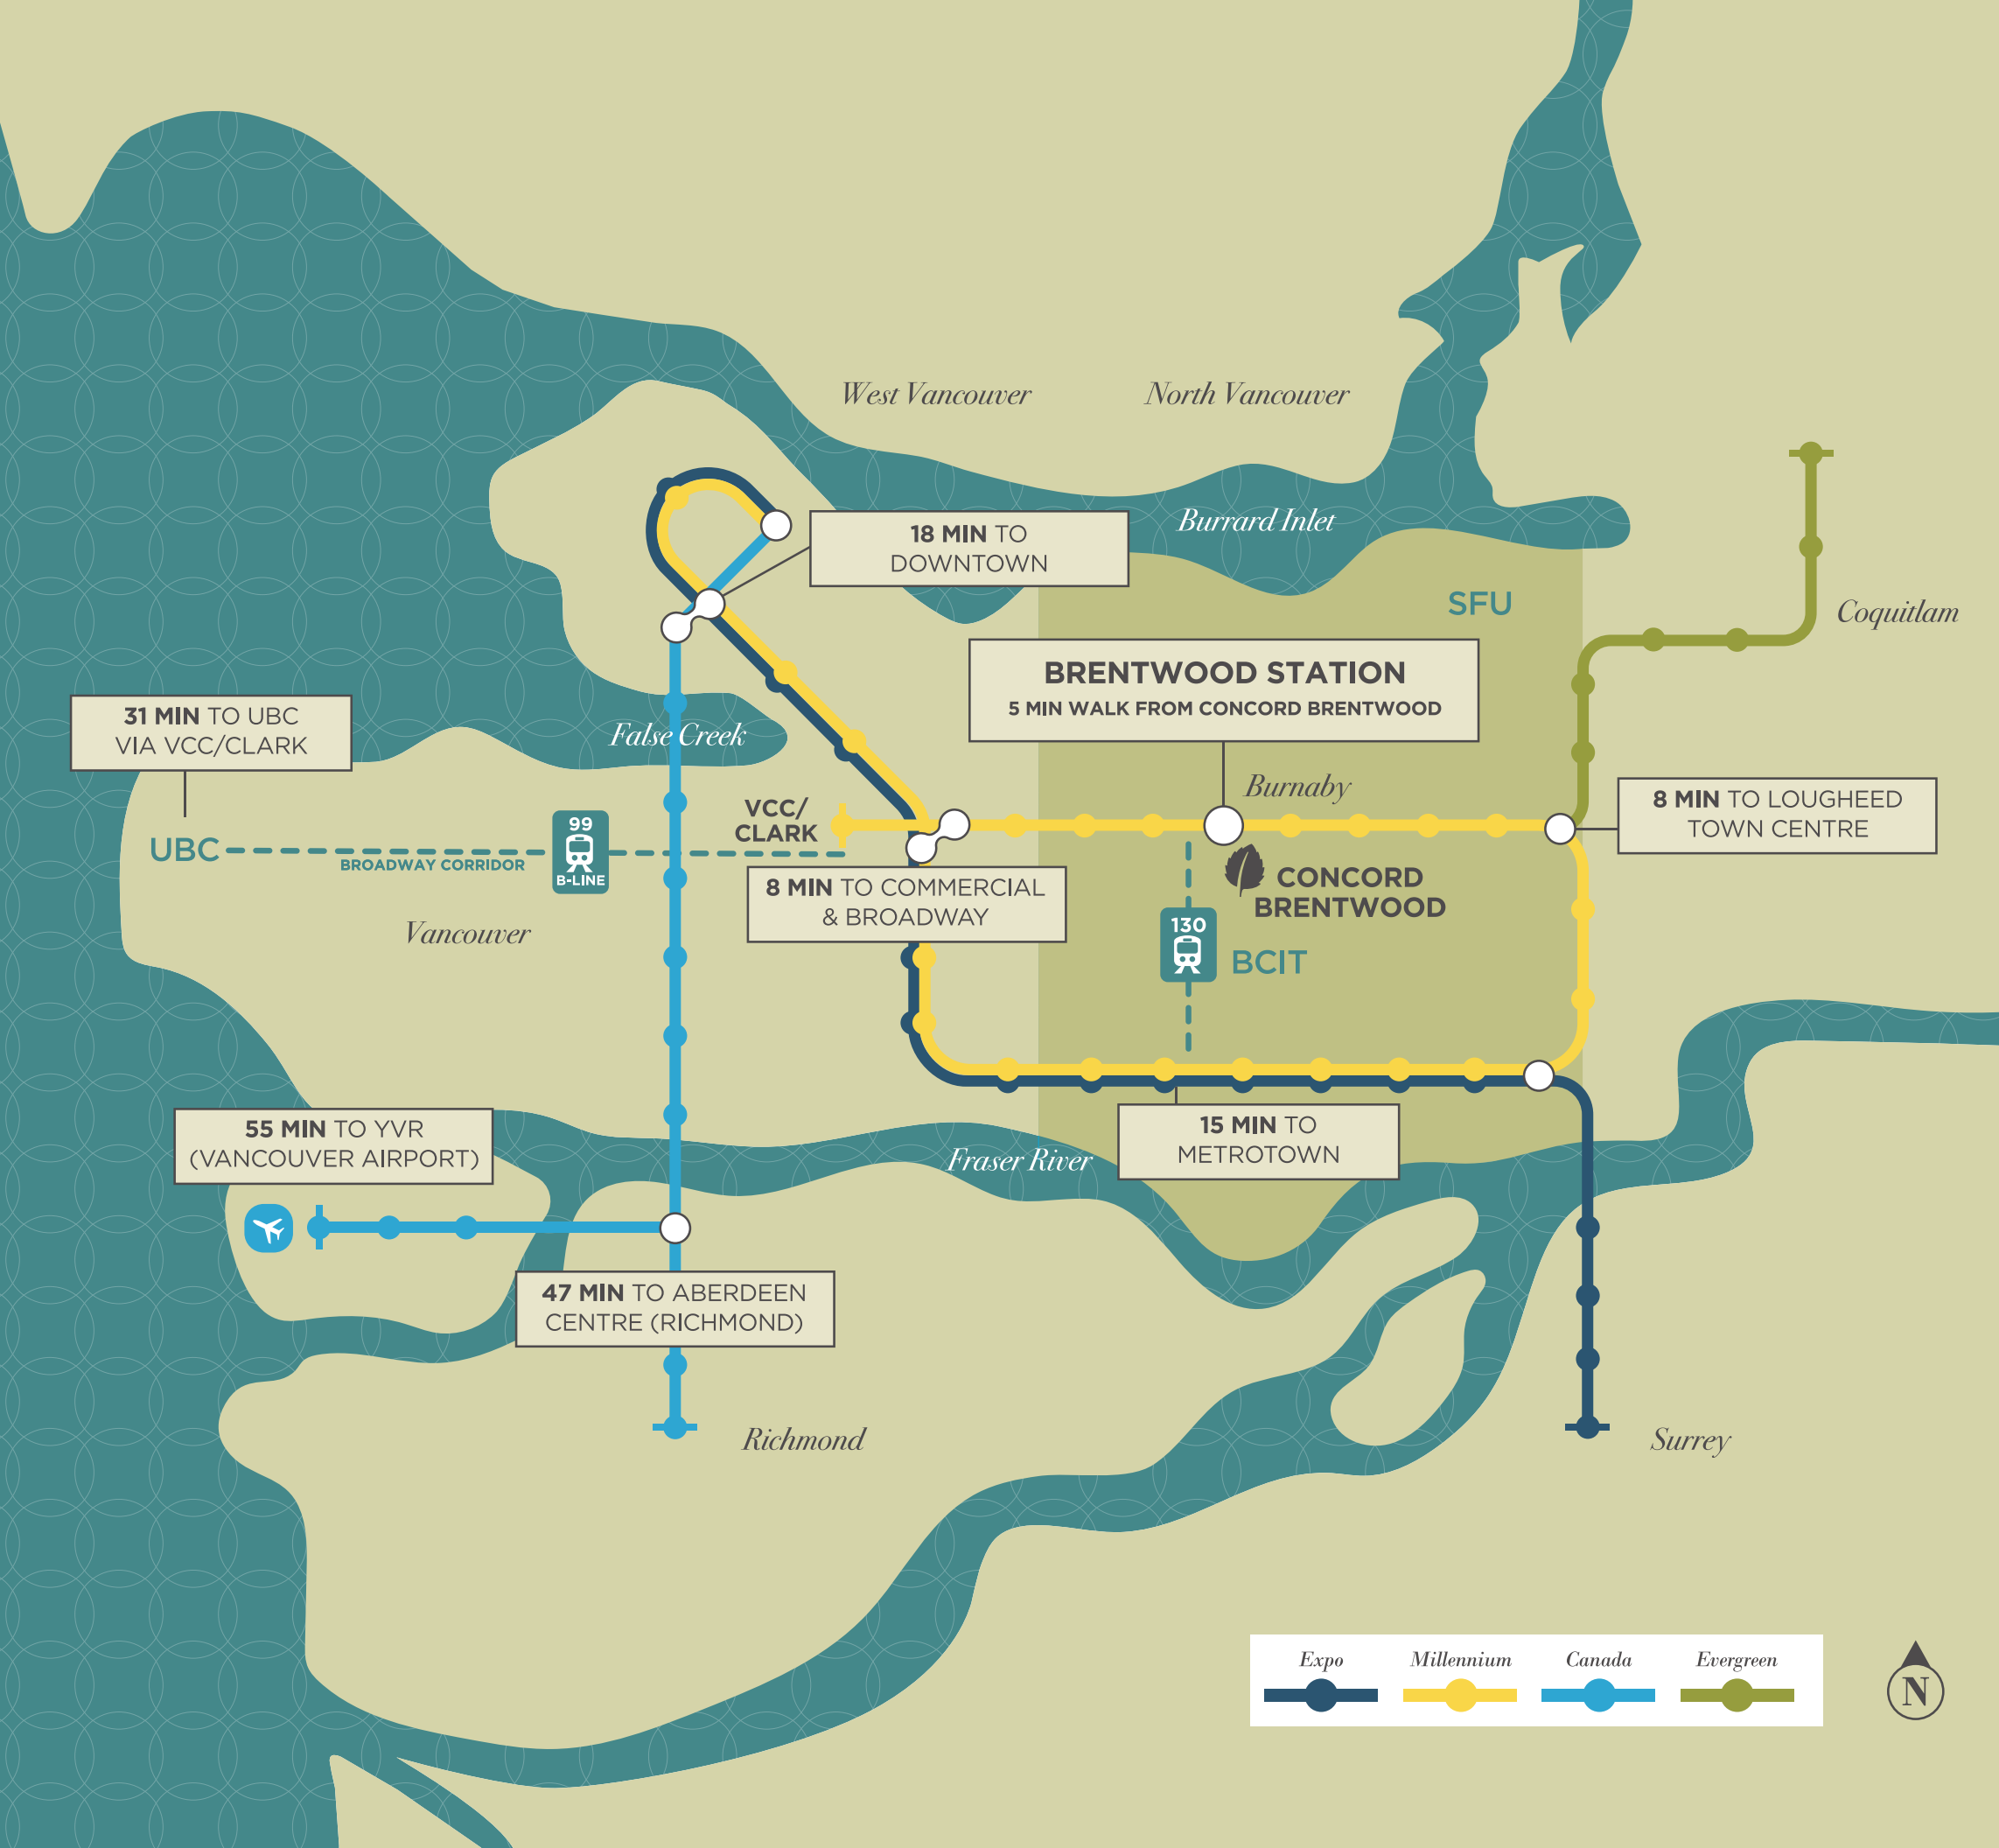 West Vancouver
North Vancouver
Burrard Inlet
18 MIN TO
DOWNTOWN
SFU
Coquitlam
BRENTWOOD STATION
5 MIN WALK FROM CONCORD BRENTWOOD
31 MIN TO UBC
VIA VCC/CLARK
False Creek
Burnaby
8 MIN TO LOUGHEED
TOWN CENTRE
VCC/
CLARK
UBC
BROADWAY CORRIDOR
99
B-LINE
8 MIN TO COMMERCIAL
& BROADWAY
CONCORD
BRENTWOOD
Vancouver
130
BCIT
55 MIN TO YVR
(VANCOUVER AIRPORT)
15 MIN TO
METROTOWN
Fraser River
47 MIN TO ABERDEEN
CENTRE (RICHMOND)
Richmond
Surrey
Expo
Millennium
Canada
Evergreen
N